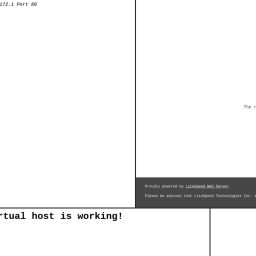 172.1 Port 80
The r
Proudly powered by LiteSpeed Web Server
Please be advised that LiteSpeed Technologies Inc.
rtual host is working!